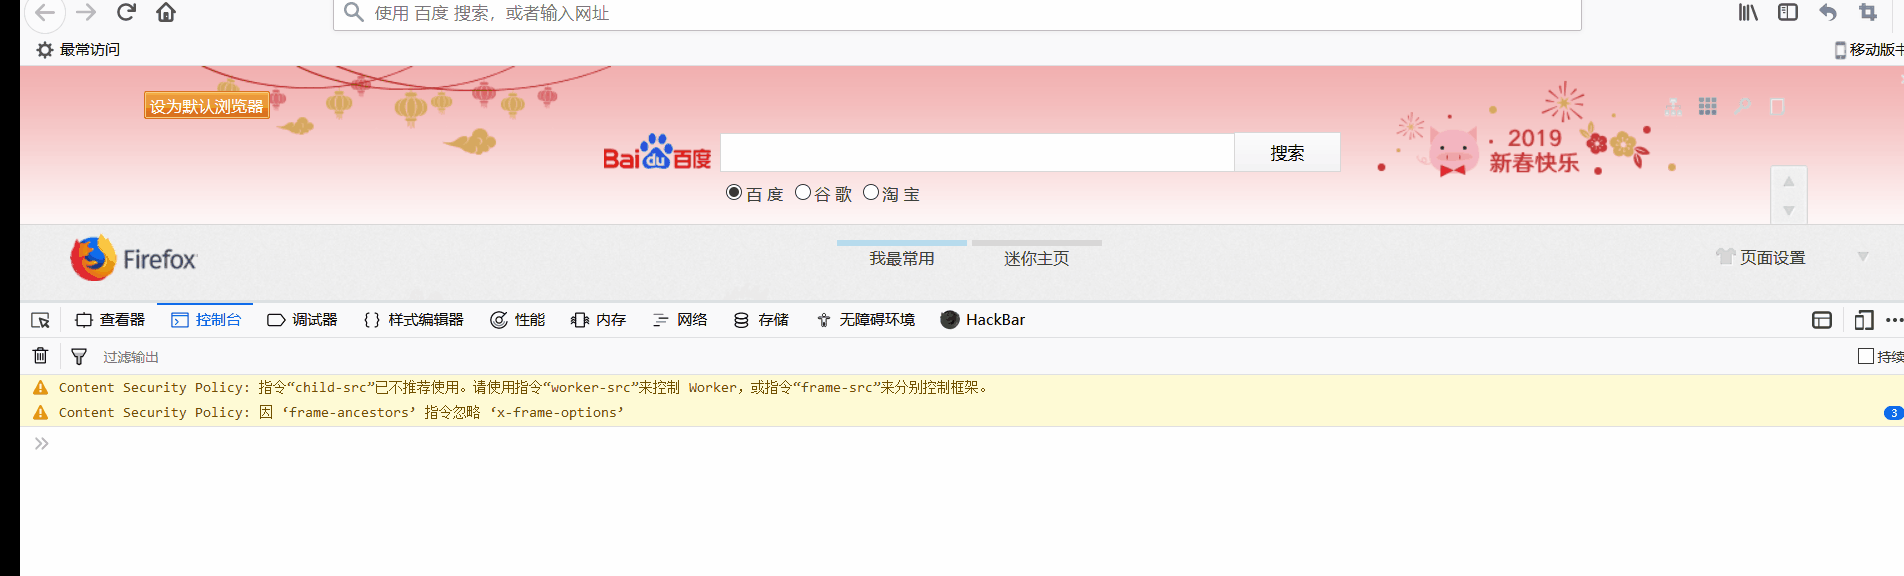 使用 百度 搜索，或者输入网址
最常访问
移动版书
设为默认浏览器
Baidu百度
搜索
2019
新春快乐
百 度 谷 歌 淘 宝
Firefox
我最常用 迷你主页
页面设置
查看器 控制台 调试器 {} 样式编辑器 性能 内存 网络 存储 无障碍环境 HackBar
过滤输出
持续
Content Security Policy: 指令“child-src”已不推荐使用。请使用指令“worker-src”来控制 Worker，或指令“frame-src”来分别控制框架。
Content Security Policy: 因 ‘frame-ancestors’ 指令忽略 ‘x-frame-options’
3